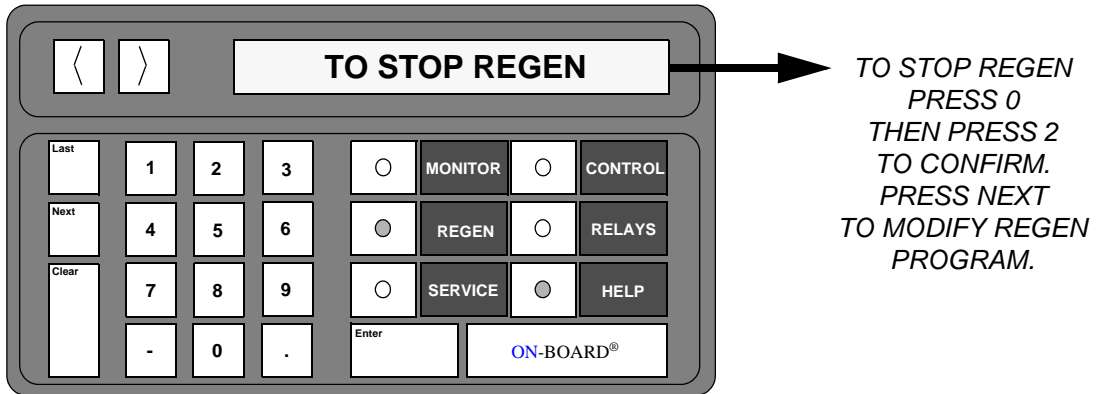 〈 〉 TO STOP REGEN
TO STOP REGEN
PRESS 0
THEN PRESS 2
TO CONFIRM.
PRESS NEXT
TO MODIFY REGEN
PROGRAM.
Last 1 2 3 MONITOR CONTROL
Next 4 5 6 REGEN RELAYS
Clear 7 8 9 SERVICE HELP
- 0 . Enter ON-BOARD®